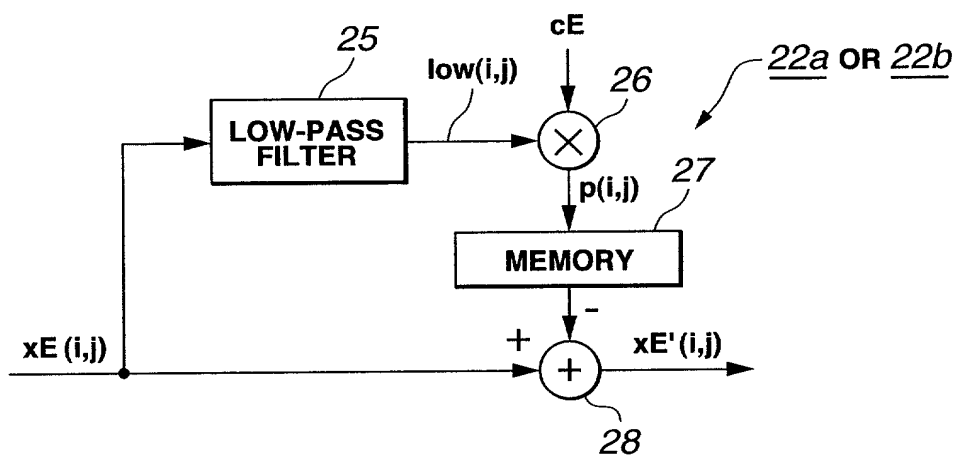 25
cE
22a OR 22b
low(i,j)
26
LOW-PASS
FILTER
×
p(i,j)
27
MEMORY
-
xE (i,j)
+
+
xE'(i,j)
28